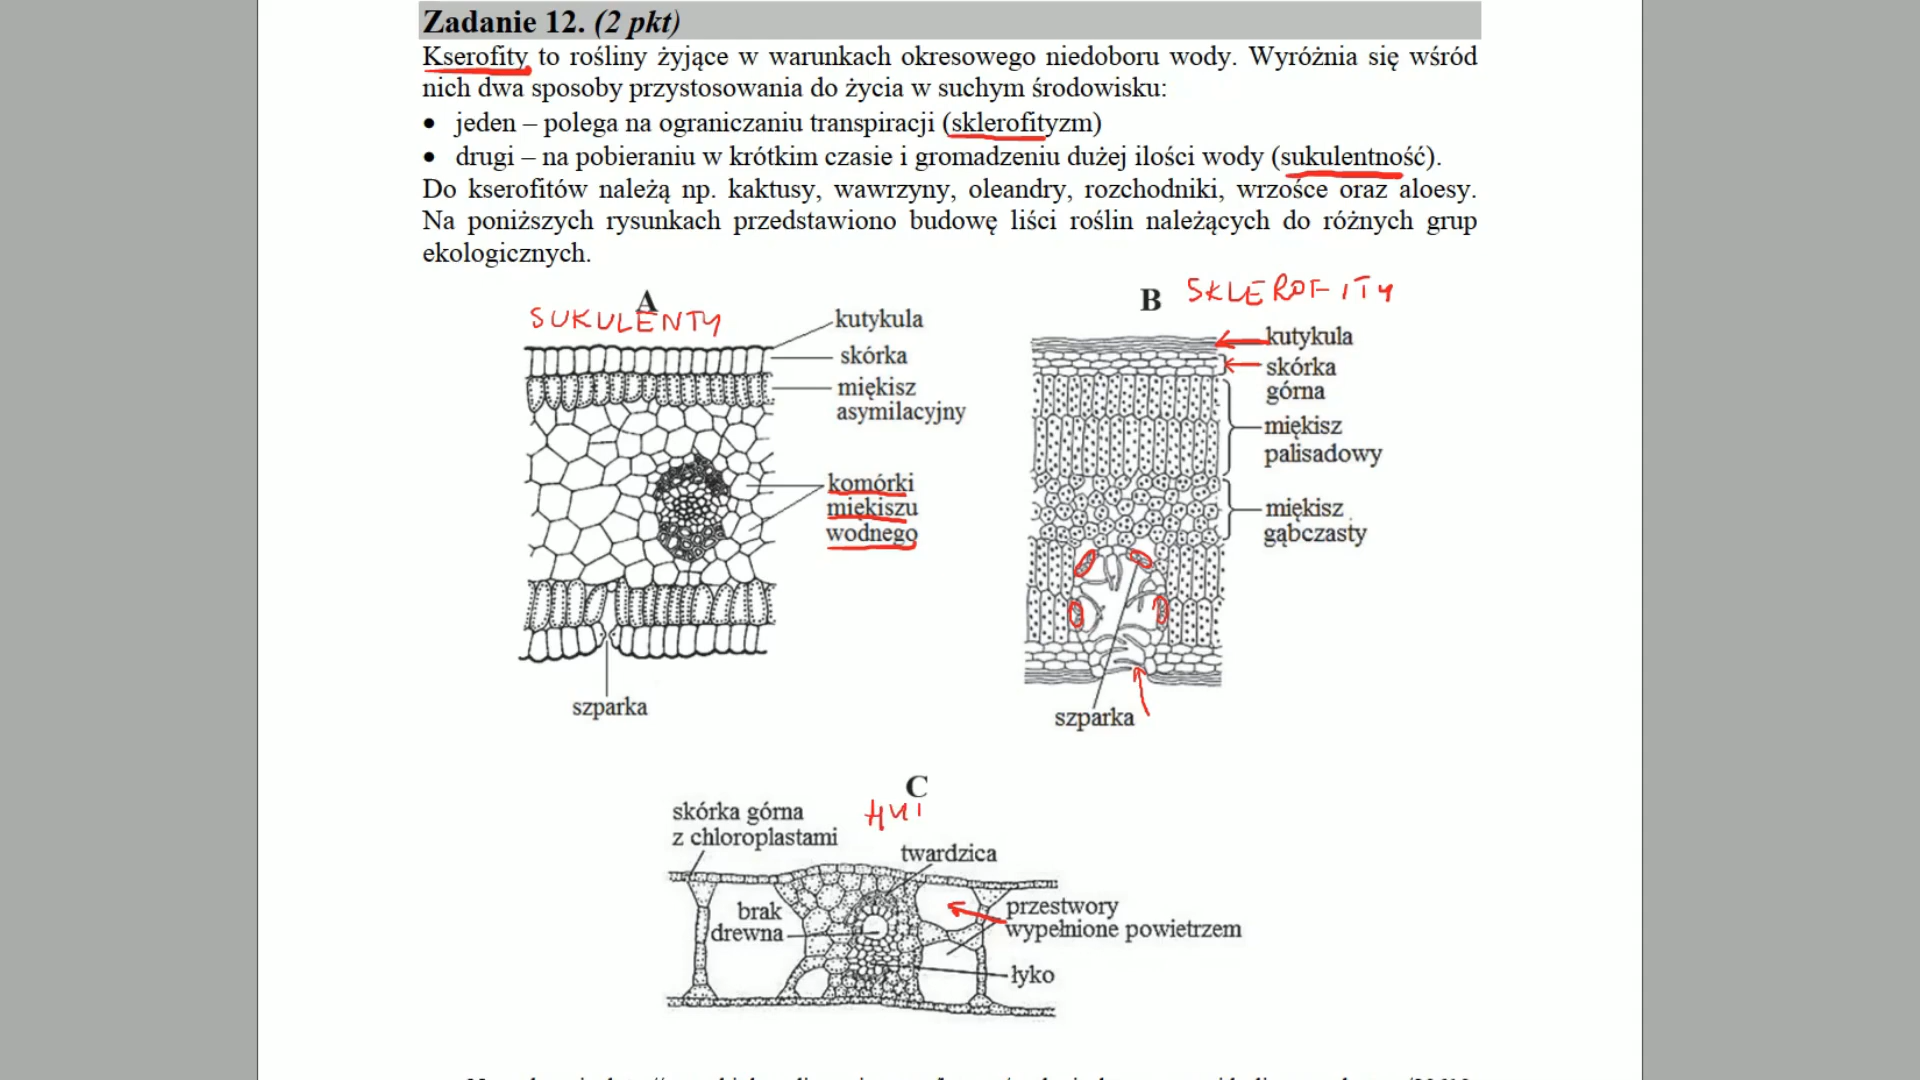 Zadanie 12. (2 pkt)
Kserofity to rośliny żyjące w warunkach okresowego niedoboru wody. Wyróżnia się wśród
nich dwa sposoby przystosowania do życia w suchym środowisku:
• jeden – polega na ograniczaniu transpiracji (sklerofityzm)
• drugi – na pobieraniu w krótkim czasie i gromadzeniu dużej ilości wody (sukulentność).
Do kserofitów należą np. kaktusy, wawrzyny, oleandry, rozchodniki, wrzośce oraz aloesy.
Na poniższych rysunkach przedstawiono budowę liści roślin należących do różnych grup
ekologicznych.
A
SUKULENTY
kutykula
skórka
miękisz
asymilacyjny
komórki
miękiszu
wodnego
szparka
B SKLEROFITY
kutykula
skórka
górna
miękisz
palisadowy
miękisz
gąbczasty
szparka
C
skórka górna
z chloroplastami
twardzica
brak
drewna
przestwory
wypełnione powietrzem
łyko